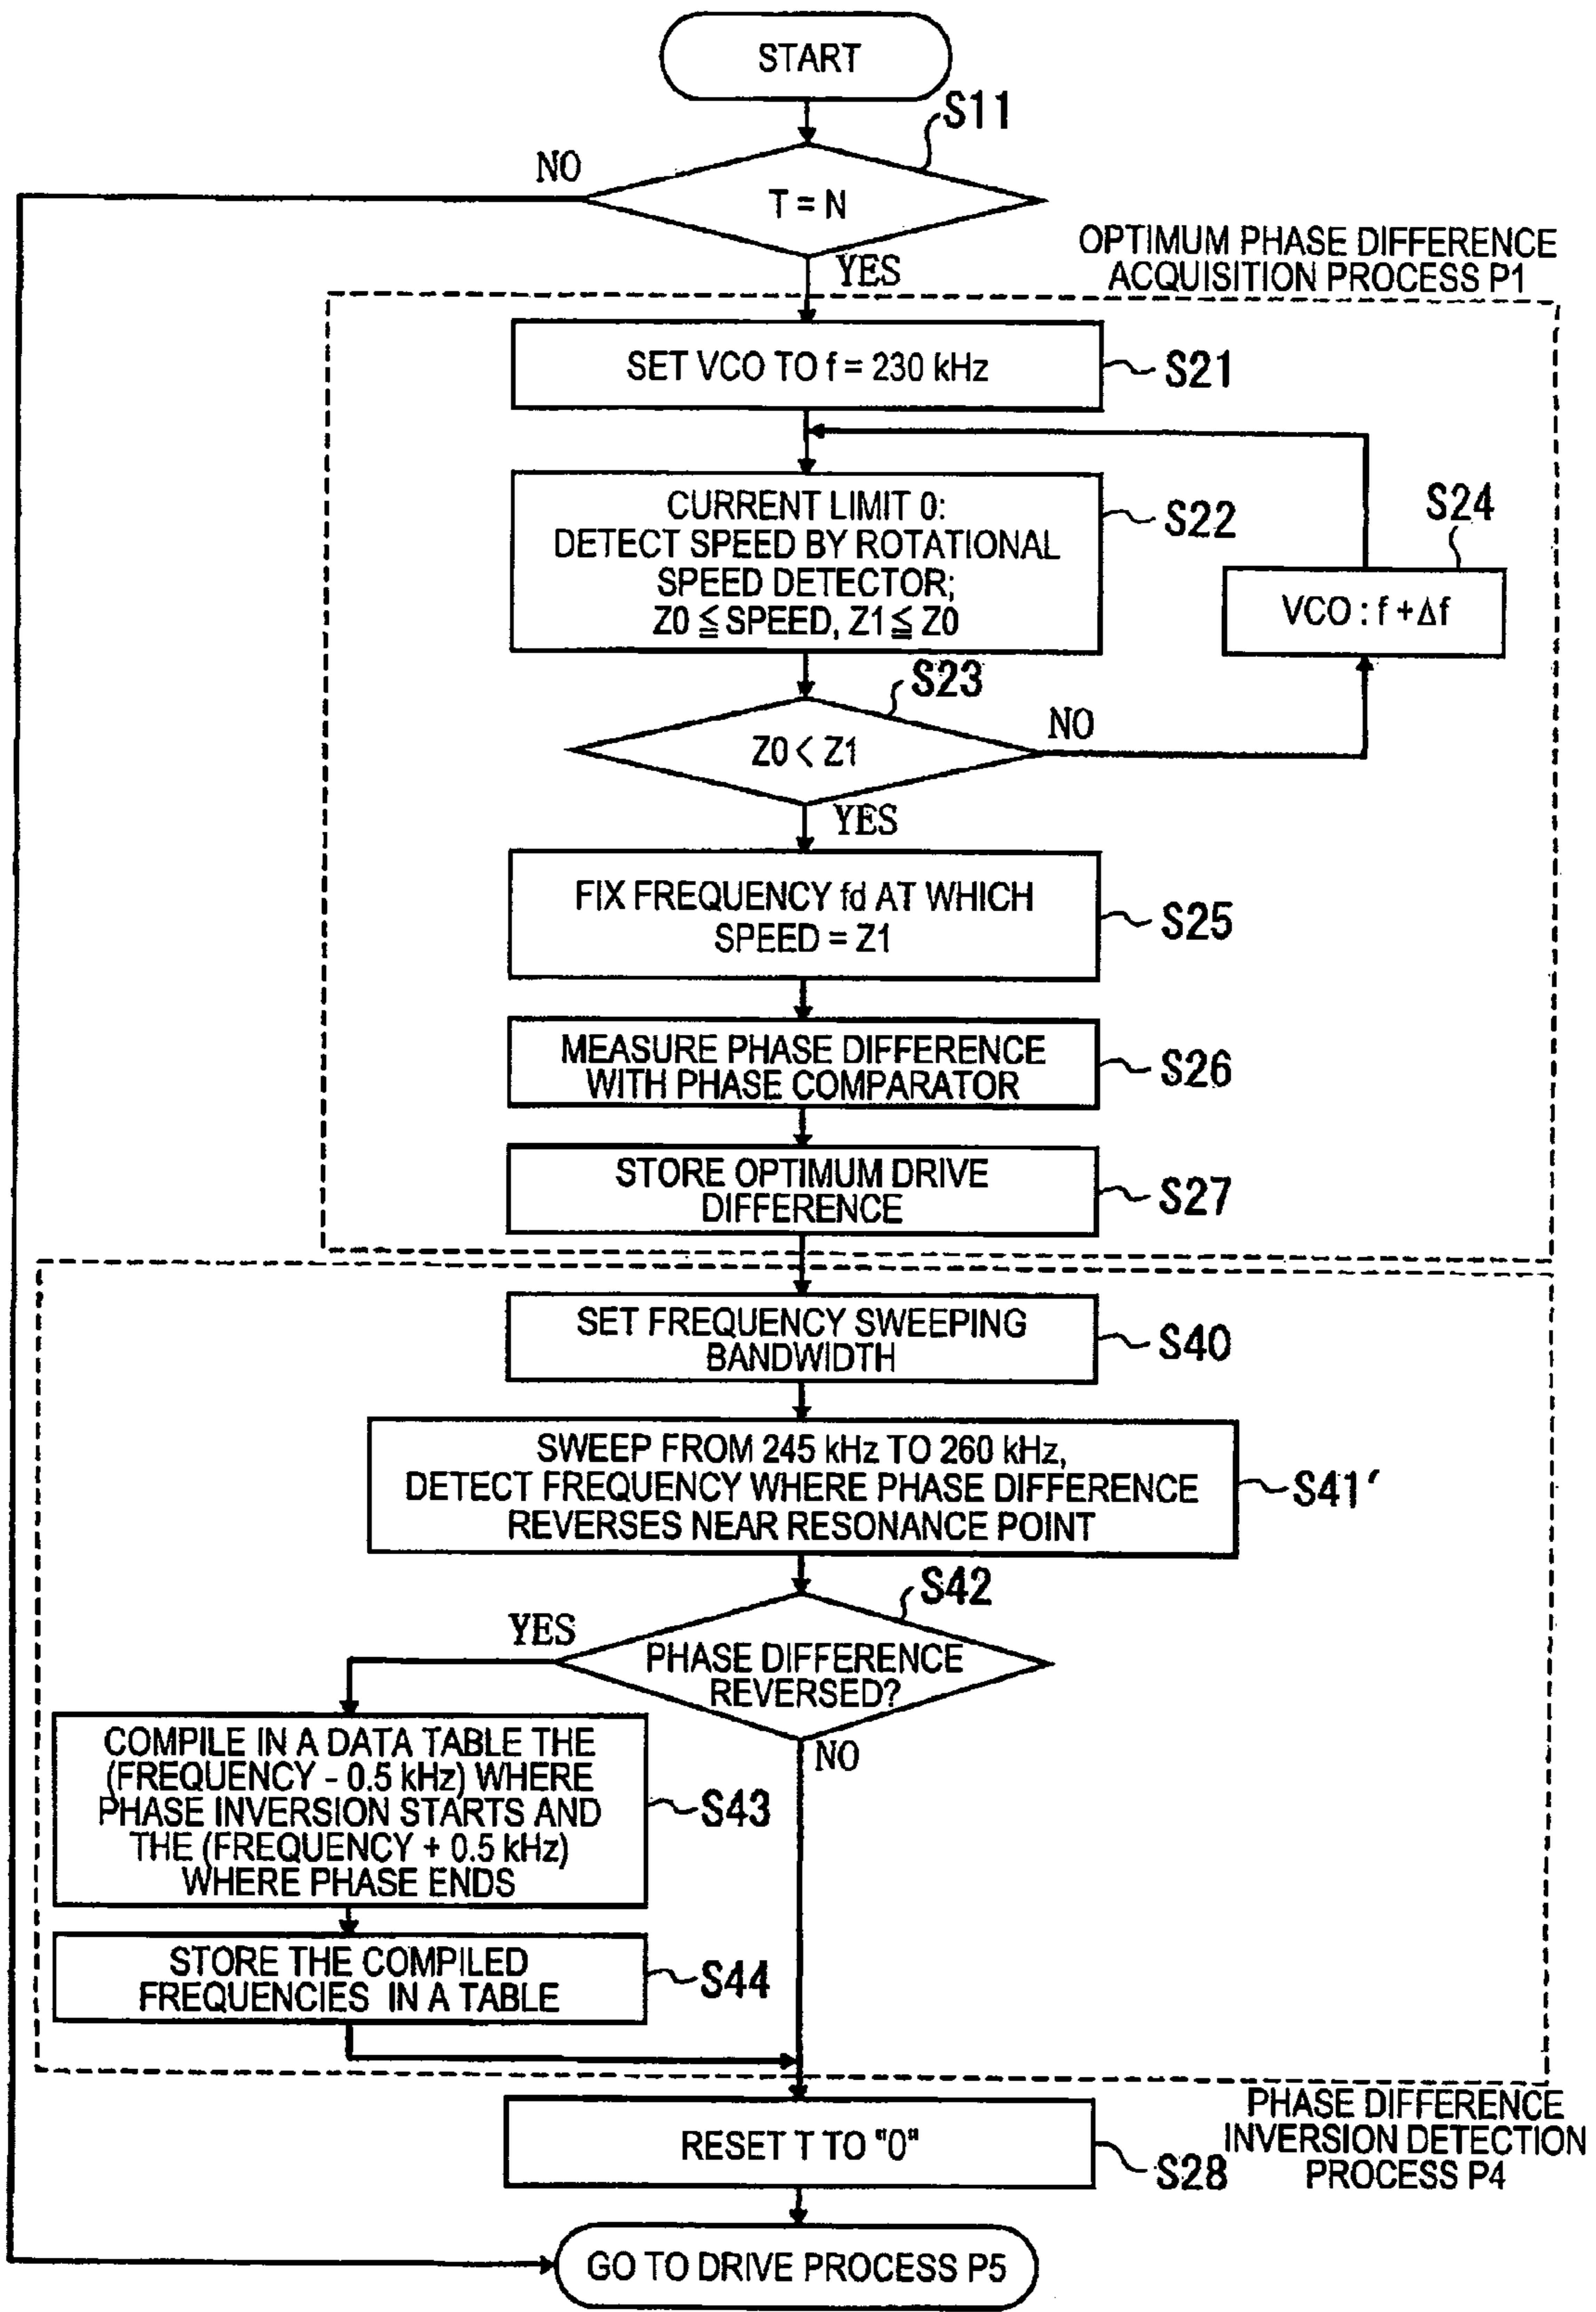 START
S11
NO
T = N
YES
OPTIMUM PHASE DIFFERENCE
ACQUISITION PROCESS P1
SET VCO TO f = 230 kHz
S21
CURRENT LIMIT 0:
DETECT SPEED BY ROTATIONAL
SPEED DETECTOR;
Z0 ≦ SPEED, Z1 ≦ Z0
S22
S24
VCO : f + Δf
S23
Z0 < Z1
NO
YES
FIX FREQUENCY fd AT WHICH
SPEED = Z1
S25
MEASURE PHASE DIFFERENCE
WITH PHASE COMPARATOR
S26
STORE OPTIMUM DRIVE
DIFFERENCE
S27
SET FREQUENCY SWEEPING
BANDWIDTH
S40
SWEEP FROM 245 kHz TO 260 kHz,
DETECT FREQUENCY WHERE PHASE DIFFERENCE
REVERSES NEAR RESONANCE POINT
S41'
S42
YES
PHASE DIFFERENCE
REVERSED?
NO
COMPILE IN A DATA TABLE THE
(FREQUENCY - 0.5 kHz) WHERE
PHASE INVERSION STARTS AND
THE (FREQUENCY + 0.5 kHz)
WHERE PHASE ENDS
S43
STORE THE COMPILED
FREQUENCIES IN A TABLE
S44
RESET T TO "0"
S28
PHASE DIFFERENCE
INVERSION DETECTION
PROCESS P4
GO TO DRIVE PROCESS P5